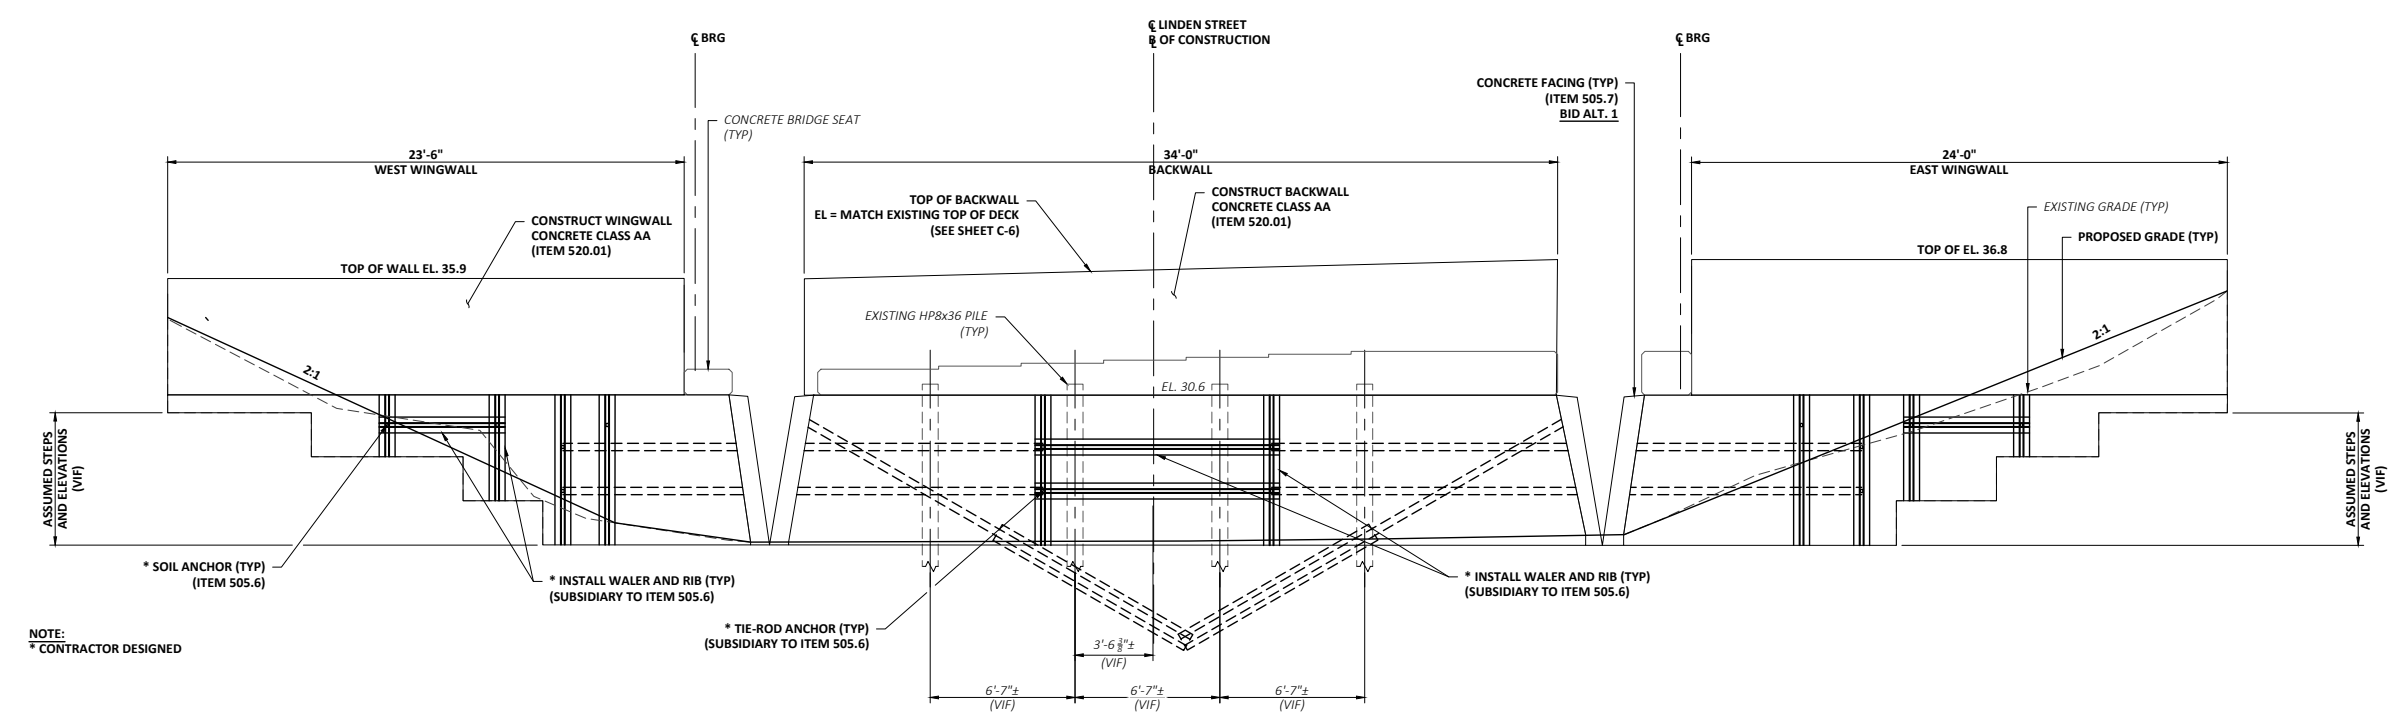 ℄ LINDEN STREET
℄ BRG
B OF CONSTRUCTION
℄ BRG
CONCRETE FACING (TYP)
(ITEM 505.7)
BID ALT. 1
CONCRETE BRIDGE SEAT
(TYP)
23'-6"
WEST WINGWALL
34'-0"
BACKWALL
24'-0"
EAST WINGWALL
CONSTRUCT WINGWALL
CONCRETE CLASS AA
(ITEM 520.01)
TOP OF BACKWALL
EL = MATCH EXISTING TOP OF DECK
(SEE SHEET C-6)
CONSTRUCT BACKWALL
CONCRETE CLASS AA
(ITEM 520.01)
EXISTING GRADE (TYP)
PROPOSED GRADE (TYP)
TOP OF WALL EL. 35.9
TOP OF EL. 36.8
EXISTING HP8x36 PILE
(TYP)
2:1
2:1
EL. 30.6
ASSUMED STEPS
AND ELEVATIONS
(VIF)
ASSUMED STEPS
AND ELEVATIONS
(VIF)
* SOIL ANCHOR (TYP)
(ITEM 505.6)
* INSTALL WALER AND RIB (TYP)
(SUBSIDIARY TO ITEM 505.6)
* INSTALL WALER AND RIB (TYP)
(SUBSIDIARY TO ITEM 505.6)
* TIE-ROD ANCHOR (TYP)
(SUBSIDIARY TO ITEM 505.6)
NOTE:
* CONTRACTOR DESIGNED
3'-6 3/8"±
(VIF)
6'-7"±
(VIF)
6'-7"±
(VIF)
6'-7"±
(VIF)